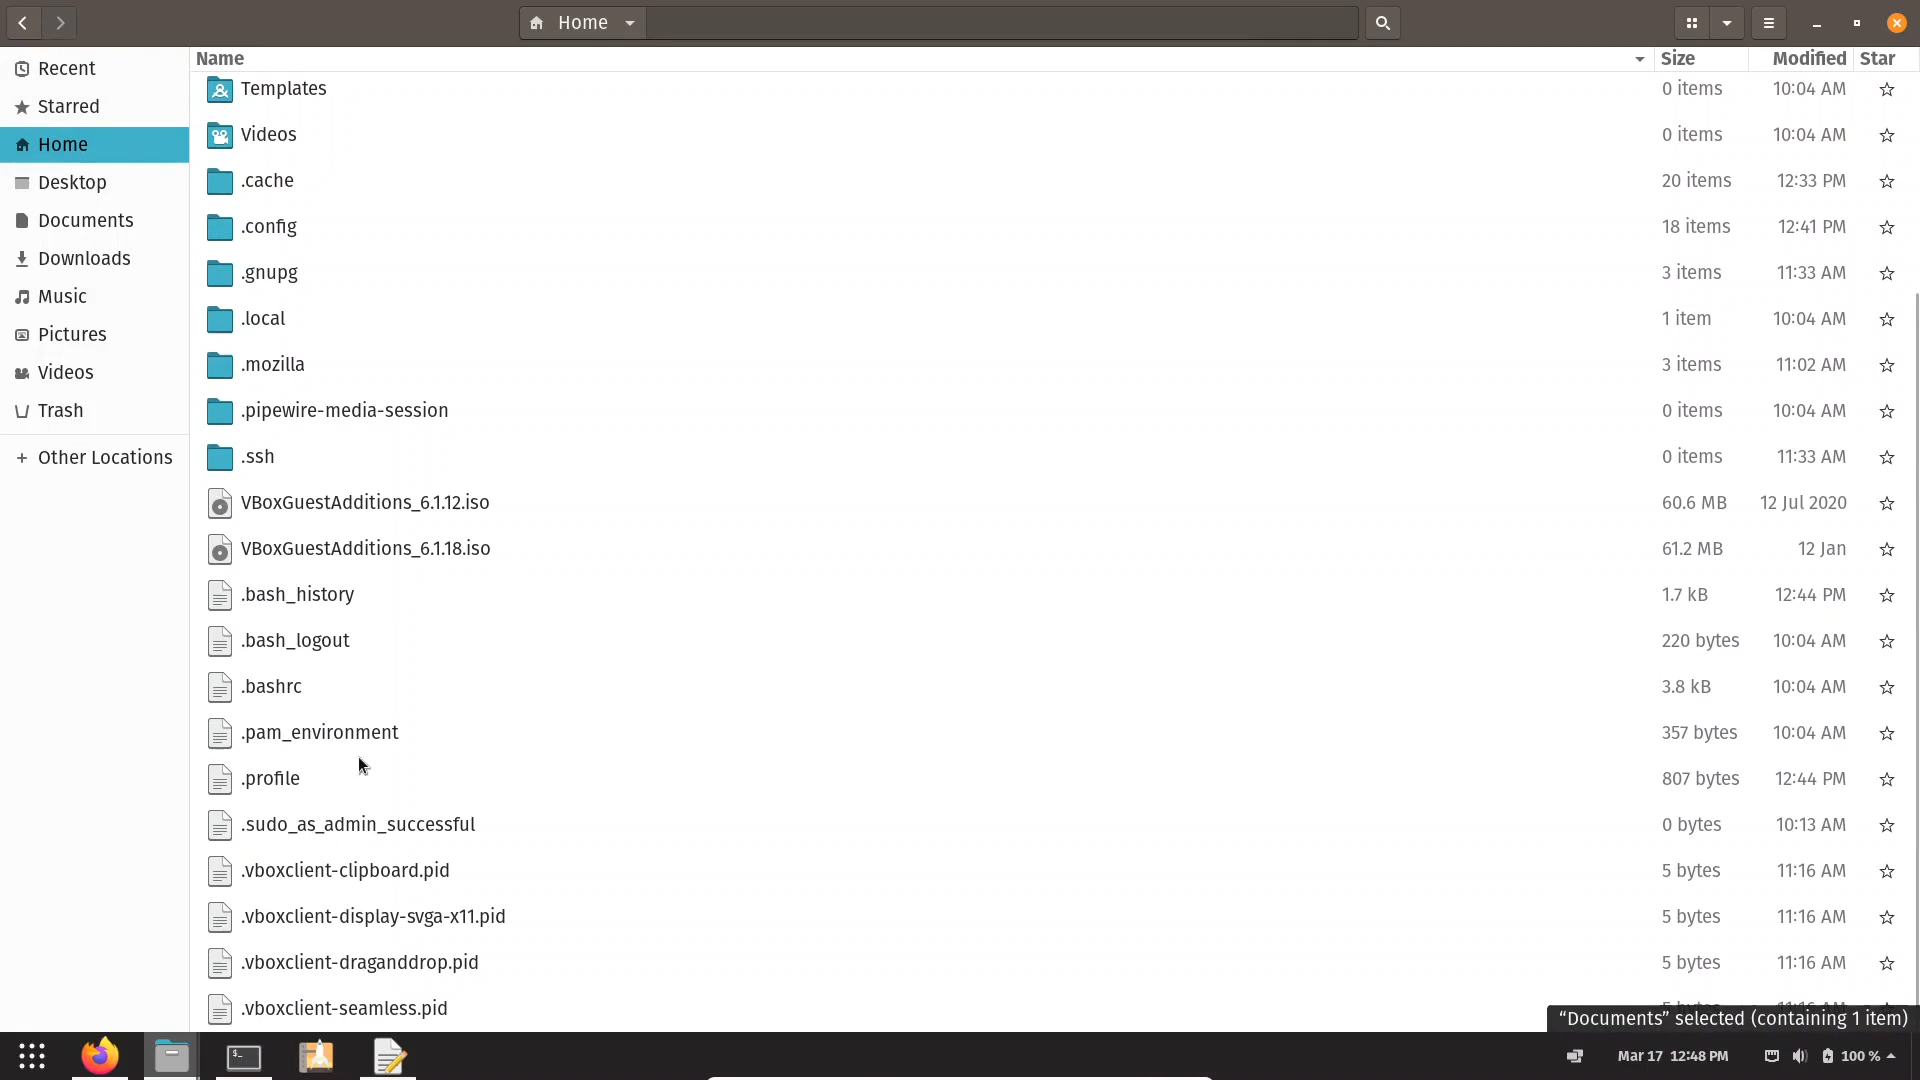 Home
Name Size Modified Star
Recent
Starred
Home
Desktop
Documents
Downloads
Music
Pictures
Videos
Trash
+ Other Locations
Templates 0 items 10:04 AM
Videos 0 items 10:04 AM
.cache 20 items 12:33 PM
.config 18 items 12:41 PM
.gnupg 3 items 11:33 AM
.local 1 item 10:04 AM
.mozilla 3 items 11:02 AM
.pipewire-media-session 0 items 10:04 AM
.ssh 0 items 11:33 AM
VBoxGuestAdditions_6.1.12.iso 60.6 MB 12 Jul 2020
VBoxGuestAdditions_6.1.18.iso 61.2 MB 12 Jan
.bash_history 1.7 kB 12:44 PM
.bash_logout 220 bytes 10:04 AM
.bashrc 3.8 kB 10:04 AM
.pam_environment 357 bytes 10:04 AM
.profile 807 bytes 12:44 PM
.sudo_as_admin_successful 0 bytes 10:13 AM
.vboxclient-clipboard.pid 5 bytes 11:16 AM
.vboxclient-display-svga-x11.pid 5 bytes 11:16 AM
.vboxclient-draganddrop.pid 5 bytes 11:16 AM
.vboxclient-seamless.pid 5 bytes 11:16 AM
“Documents” selected (containing 1 item)
Mar 17 12:48 PM 100 %